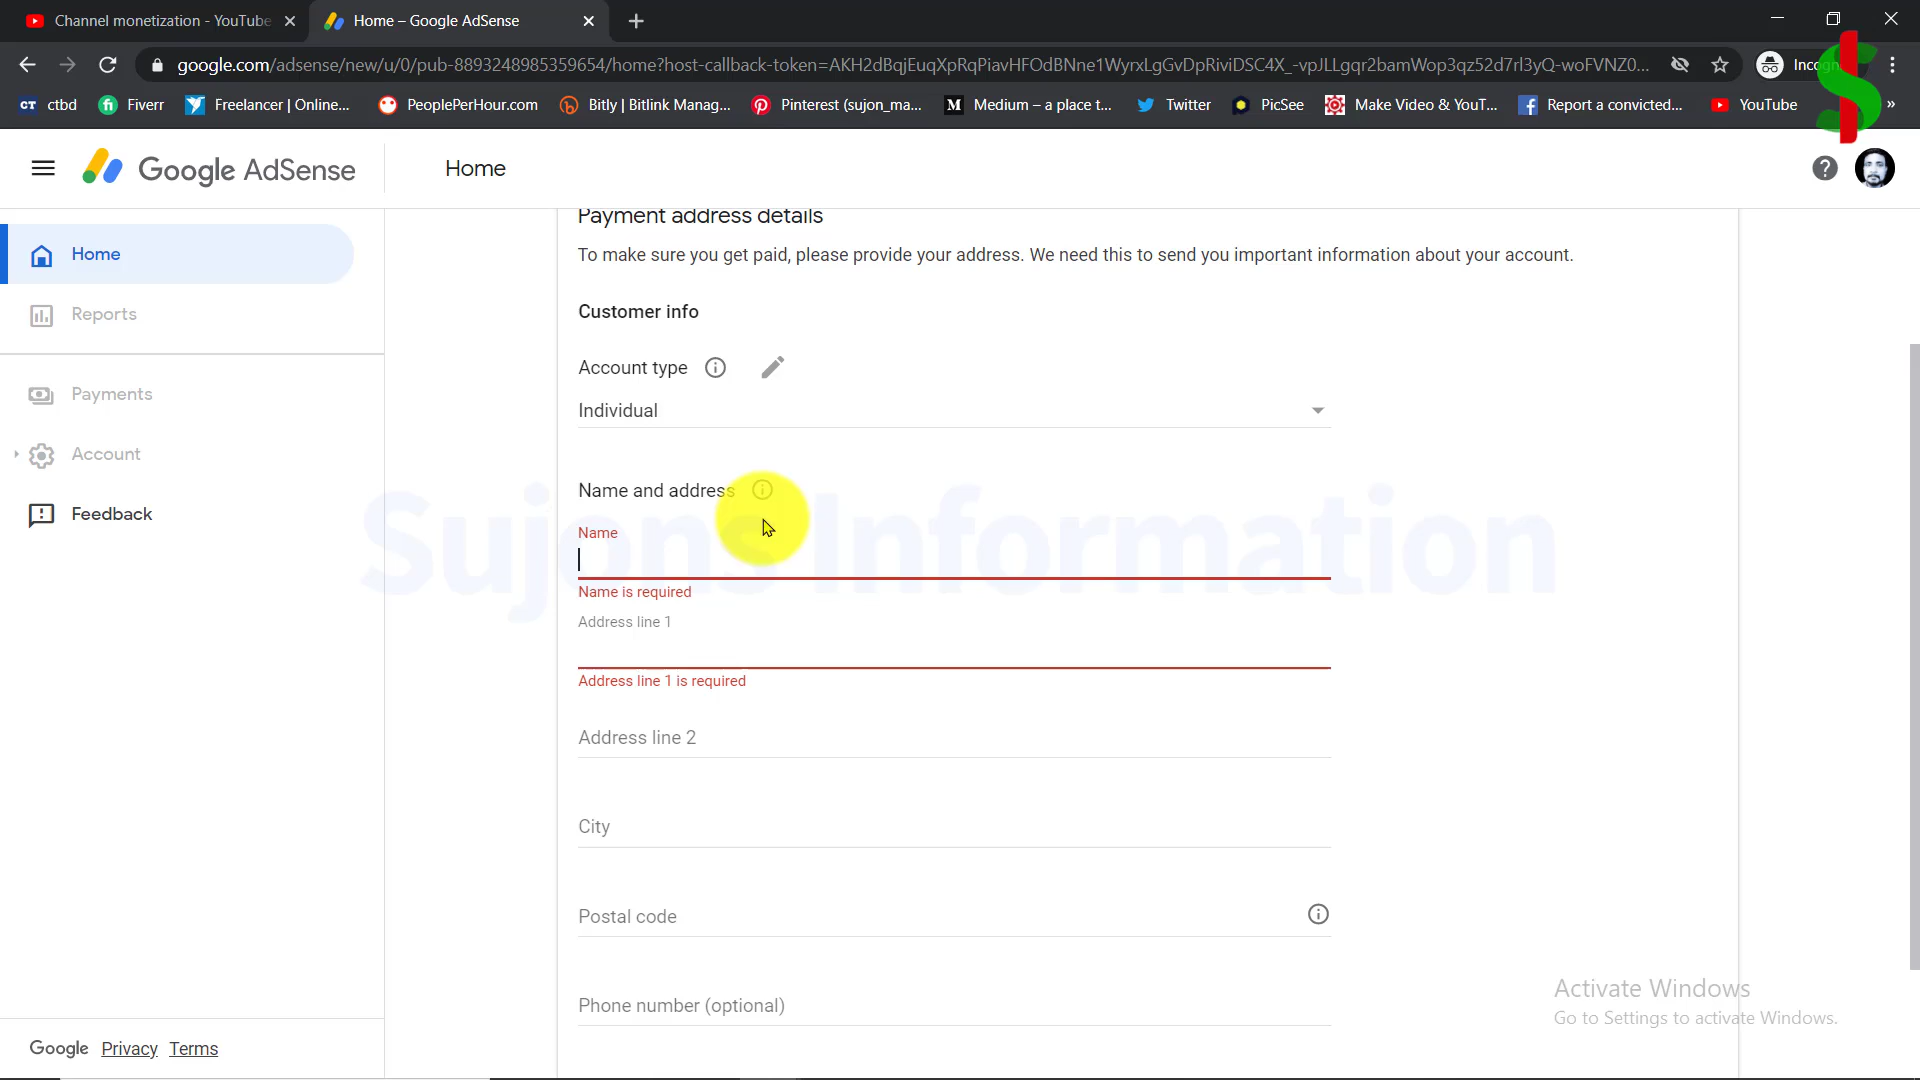 Channel monetization - YouTube
Home – Google AdSense
google.com/adsense/new/u/0/pub-8893248985359654/home?host-callback-token=AKH2dBqjEuqXpRqPiavHFOdBNne1WyrxLgGvDpRiviDSC4X_-vpJLLgqr2bamWop3qz52d7rl3yQ-woFVNZ0...
CT ctbd
fi Fiverr
Freelancer | Online...
PeoplePerHour.com
Bitly | Bitlink Manag...
Pinterest (sujon_ma...
M Medium – a place t...
Twitter
PicSee
Make Video & YouT...
Report a convicted...
YouTube
»
$
Google AdSense
Home
Home
Reports
Payments
Account
Feedback
Google Privacy Terms
Payment address details
To make sure you get paid, please provide your address. We need this to send you important information about your account.
Customer info
Account type
Individual
Name and address
Name
Name is required
Address line 1
Address line 1 is required
Address line 2
City
Postal code
Phone number (optional)
Sujons Information
Activate Windows
Go to Settings to activate Windows.